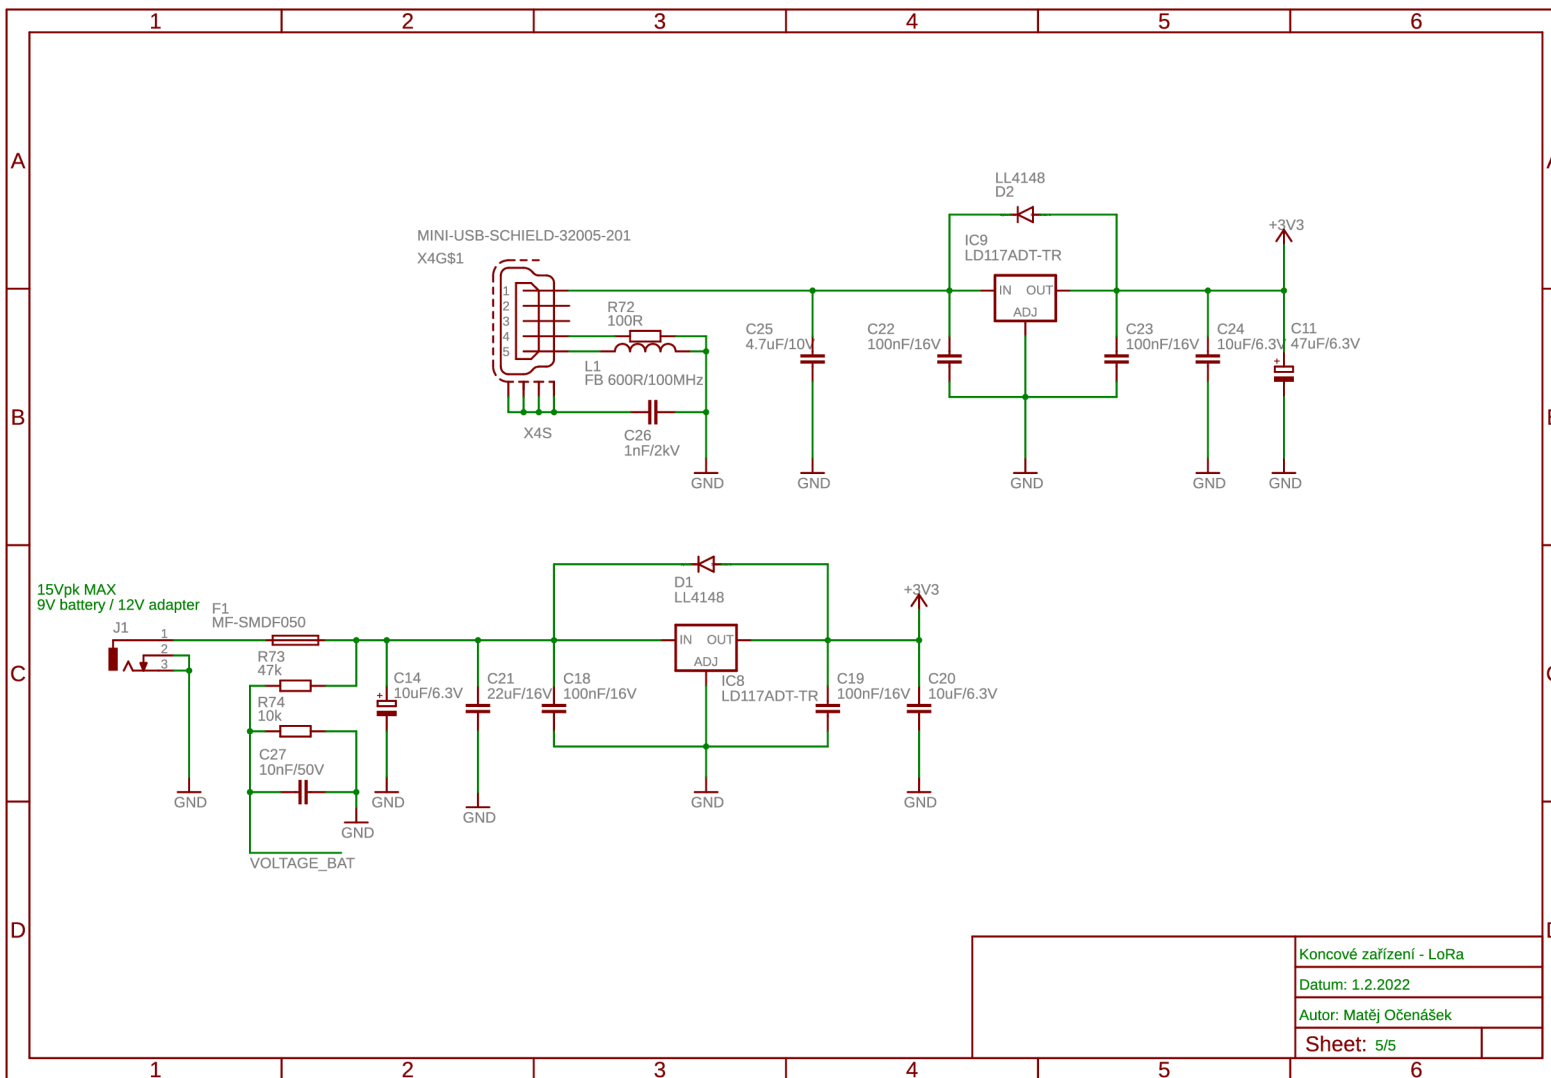 1 2 3 4 5 6
A
LL4148
D2
+3V3
MINI-USB-SCHIELD-32005-201
X4G$1
IC9
LD117ADT-TR
IN OUT
ADJ
1
2
3
4
5
R72
100R
L1
FB 600R/100MHz
C25
4.7uF/10V
C22
100nF/16V
C23
100nF/16V
C24
10uF/6.3V
C11
47uF/6.3V
+
B
X4S
C26
1nF/2kV
GND
GND
GND
GND
GND
15Vpk MAX
9V battery / 12V adapter
J1
1
2
3
F1
MF-SMDF050
D1
LL4148
+3V3
IN OUT
ADJ
C
R73
47k
R74
10k
C27
10nF/50V
C14
10uF/6.3V
+
C21
22uF/16V
C18
100nF/16V
IC8
LD117ADT-TR
C19
100nF/16V
C20
10uF/6.3V
GND
GND
GND
GND
GND
GND
VOLTAGE_BAT
D
Koncové zařízení - LoRa
Datum: 1.2.2022
Autor: Matěj Očenášek
Sheet: 5/5
1 2 3 4 5 6